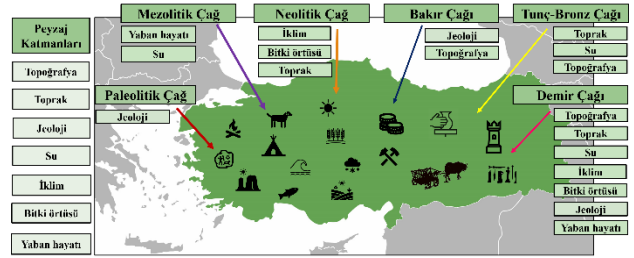 Peyzaj
Katmanları
Topoğrafya
Toprak
Jeoloji
Su
İklim
Bitki örtüsü
Yaban hayatı
Mezolitik Çağ
Yaban hayatı
Su
Paleolitik Çağ
Jeoloji
Neolitik Çağ
İklim
Bitki örtüsü
Toprak
Bakır Çağı
Jeoloji
Topoğrafya
Tunç-Bronz Çağı
Toprak
Su
Topoğrafya
Demir Çağı
Topoğrafya
Toprak
Su
İklim
Bitki örtüsü
Jeoloji
Yaban hayatı